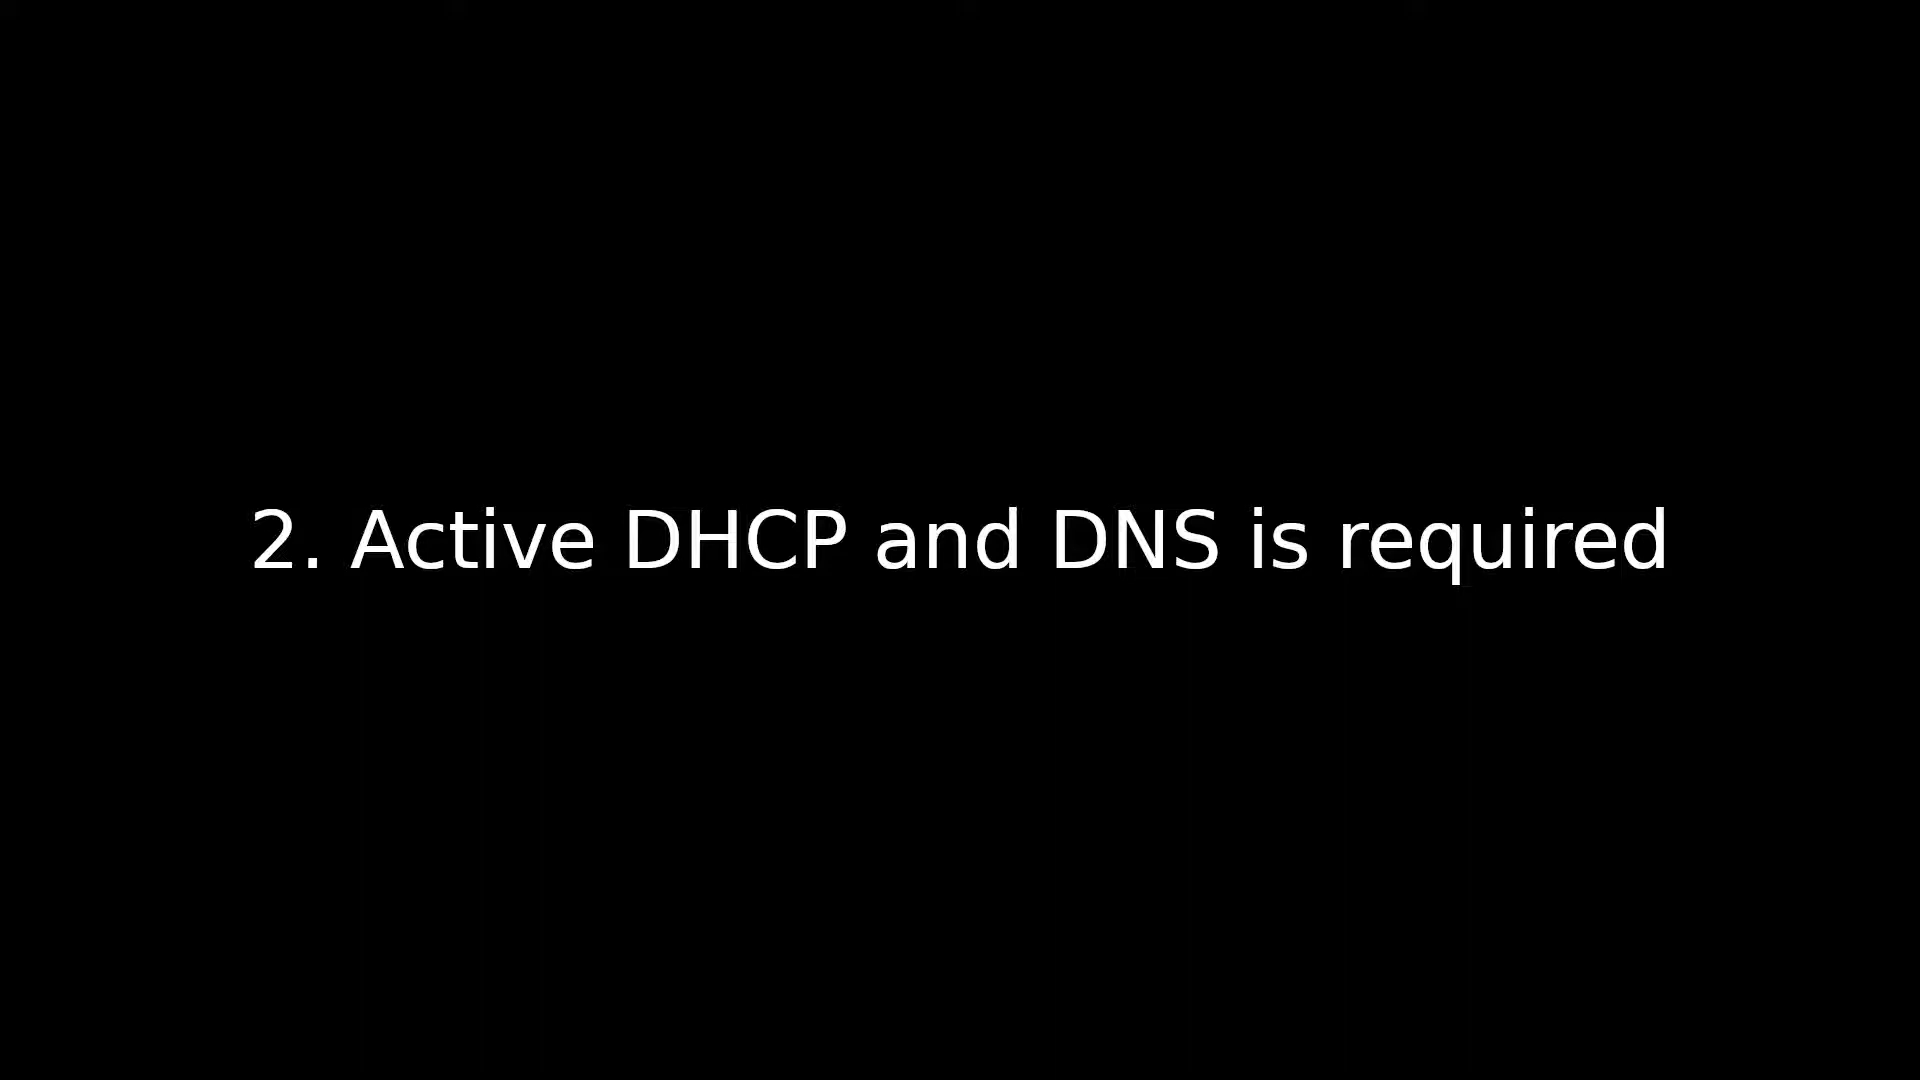 2. Active DHCP and DNS is required